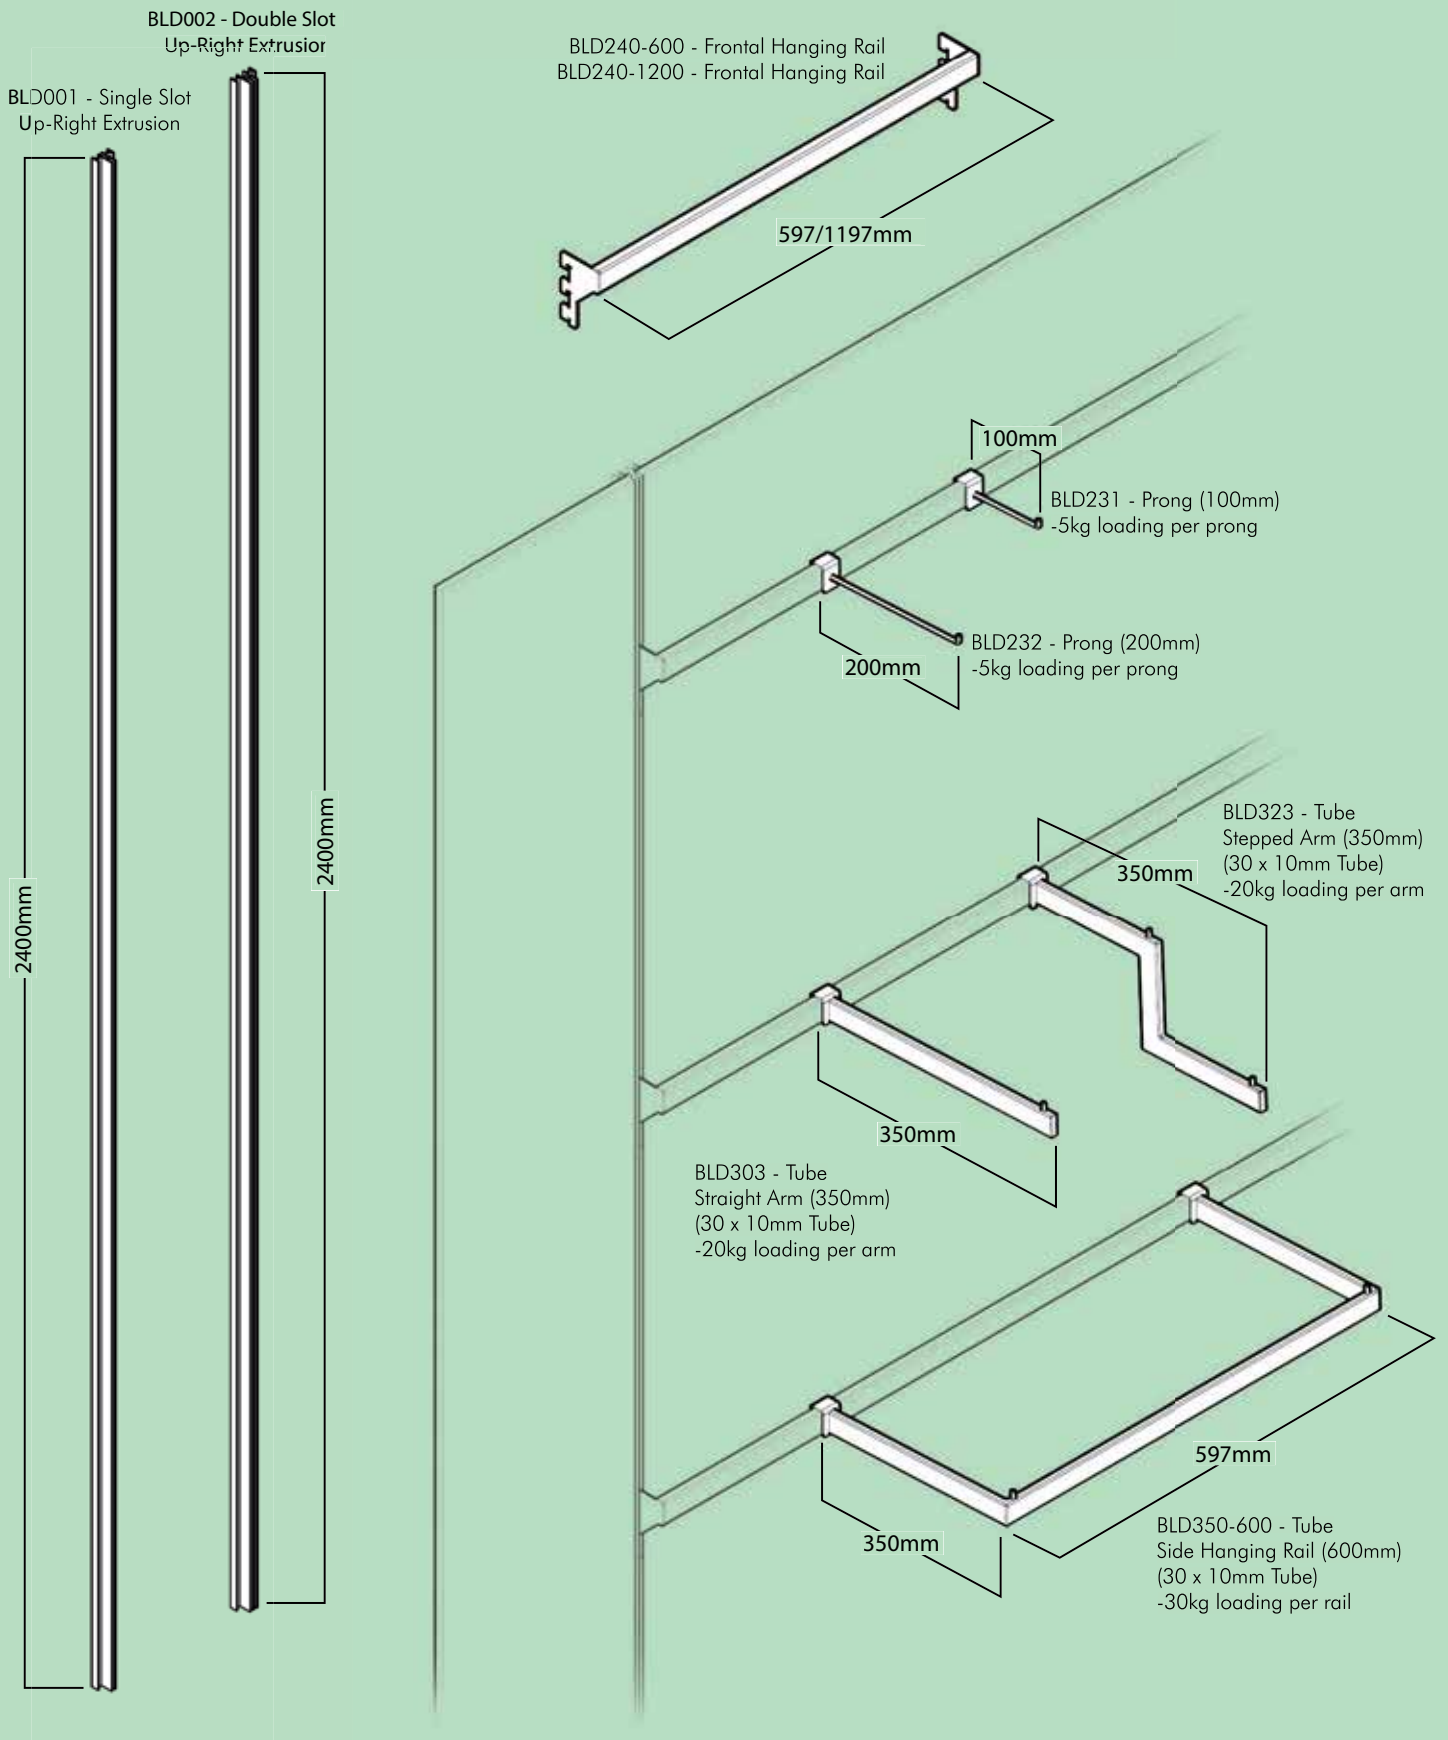 BLD002 - Double Slot
Up-Right Extrusion
BLD001 - Single Slot
Up-Right Extrusion
2400mm
2400mm
BLD240-600 - Frontal Hanging Rail
BLD240-1200 - Frontal Hanging Rail
597/1197mm
100mm
BLD231 - Prong (100mm)
-5kg loading per prong
BLD232 - Prong (200mm)
-5kg loading per prong
200mm
BLD323 - Tube
Stepped Arm (350mm)
(30 x 10mm Tube)
-20kg loading per arm
350mm
350mm
BLD303 - Tube
Straight Arm (350mm)
(30 x 10mm Tube)
-20kg loading per arm
597mm
350mm
BLD350-600 - Tube
Side Hanging Rail (600mm)
(30 x 10mm Tube)
-30kg loading per rail